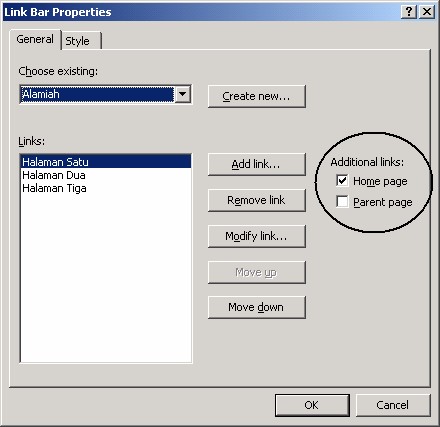 Link Bar Properties
General
Style
Choose existing:
Alamiah
Create new...
Links:
Halaman Satu
Halaman Dua
Halaman Tiga
Add link...
Remove link
Modify link...
Move up
Move down
Additional links:
Home page
Parent page
OK
Cancel